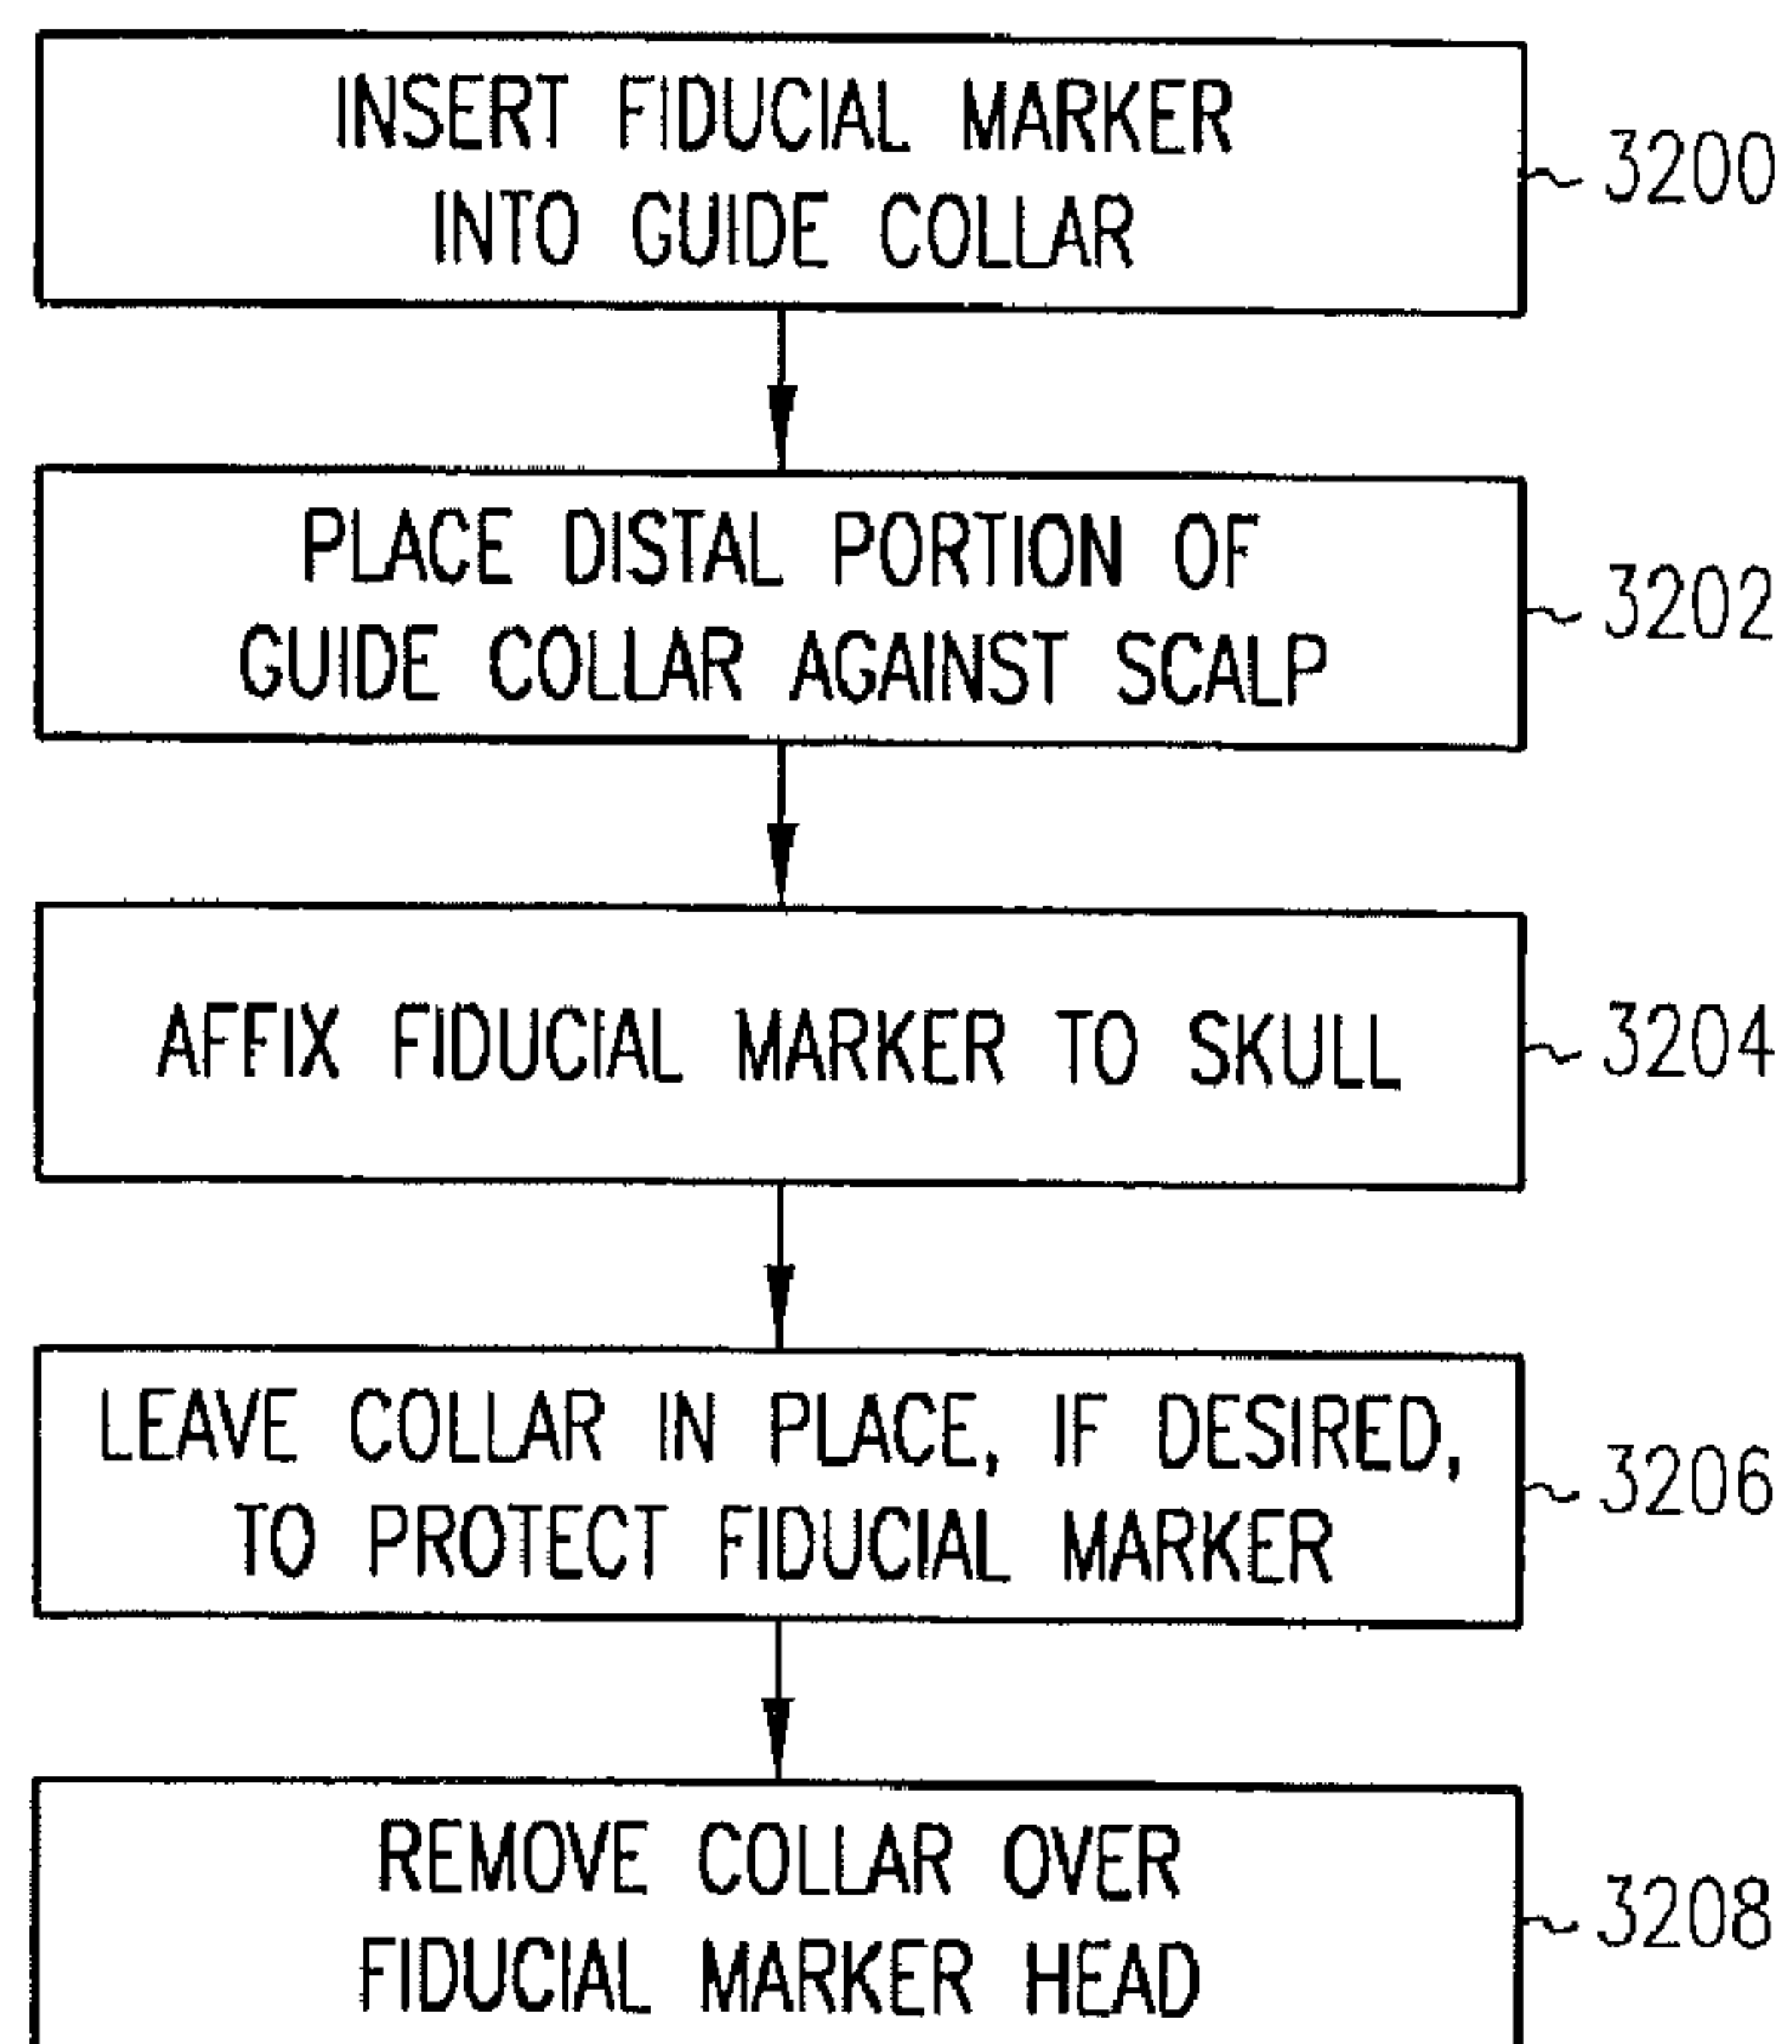 INSERT FIDUCIAL MARKER
INTO GUIDE COLLAR
3200
PLACE DISTAL PORTION OF
GUIDE COLLAR AGAINST SCALP
3202
AFFIX FIDUCIAL MARKER TO SKULL
3204
LEAVE COLLAR IN PLACE, IF DESIRED,
TO PROTECT FIDUCIAL MARKER
3206
REMOVE COLLAR OVER
FIDUCIAL MARKER HEAD
3208